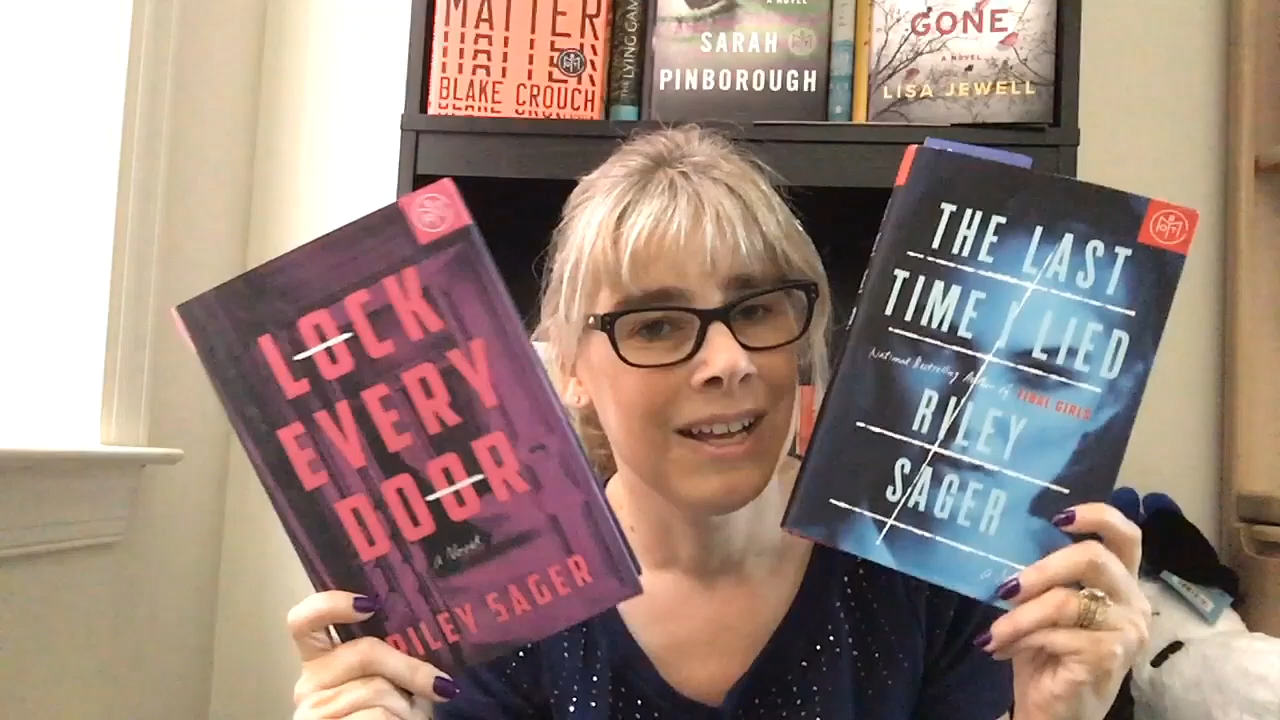 MATTER
BLAKE CROUCH
THE LYING GAME
A NOVEL
SARAH
PINBOROUGH
GONE
A NOVEL
LISA JEWELL
LOCK
EVERY
DOOR
a Novel
RILEY SAGER
THE LAST
TIME I LIED
National Bestselling Author of FINAL GIRLS
RILEY
SAGER